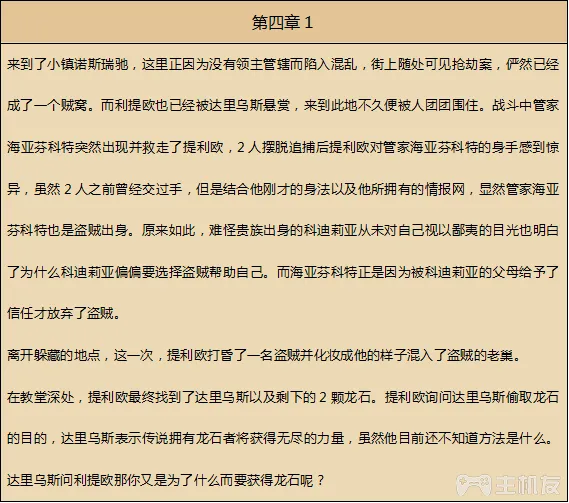 第四章 1
来到了小镇诺斯瑞驰，这里正因为没有领主管辖而陷入混乱，街上随处可见抢劫案，俨然已经
成了一个贼窝。而利提欧也已经被达里乌斯悬棠，来到此地不久便被人团团围住。战斗中管家
海亚芬科特突然出现并救走了提利欧，2 人摆脱追捕后提利欧对管家海亚芬科特的身手感到惊
异，虽然 2 人之前曾经交过手，但是结合他刚才的身法以及他所拥有的情报网，显然管家海亚
芬科特也是盗贼出身。原来如此，难怪贵族出身的科迪莉亚从未对自己视以鄙夷的目光也明白
了为什么科迪莉亚偏偏要选择盗贼帮助自己。而海亚芬科特正是因为被科迪莉亚的父母给予了
信任才放弃了盗贼。
离开躲藏的地点，这一次，提利欧打昏了一名盗贼并化妆成他的样子混入了盗贼的老巢。
在教堂深处，提利欧最终找到了达里乌斯以及剩下的 2 颗龙石。提利欧询问达里乌斯偷取龙石
的目的，达里乌斯表示传说拥有龙石者将获得无尽的力量，虽然他目前还不知道方法是什么。
达里乌斯问利提欧那你又是为了什么而要获得龙石呢？
主机友